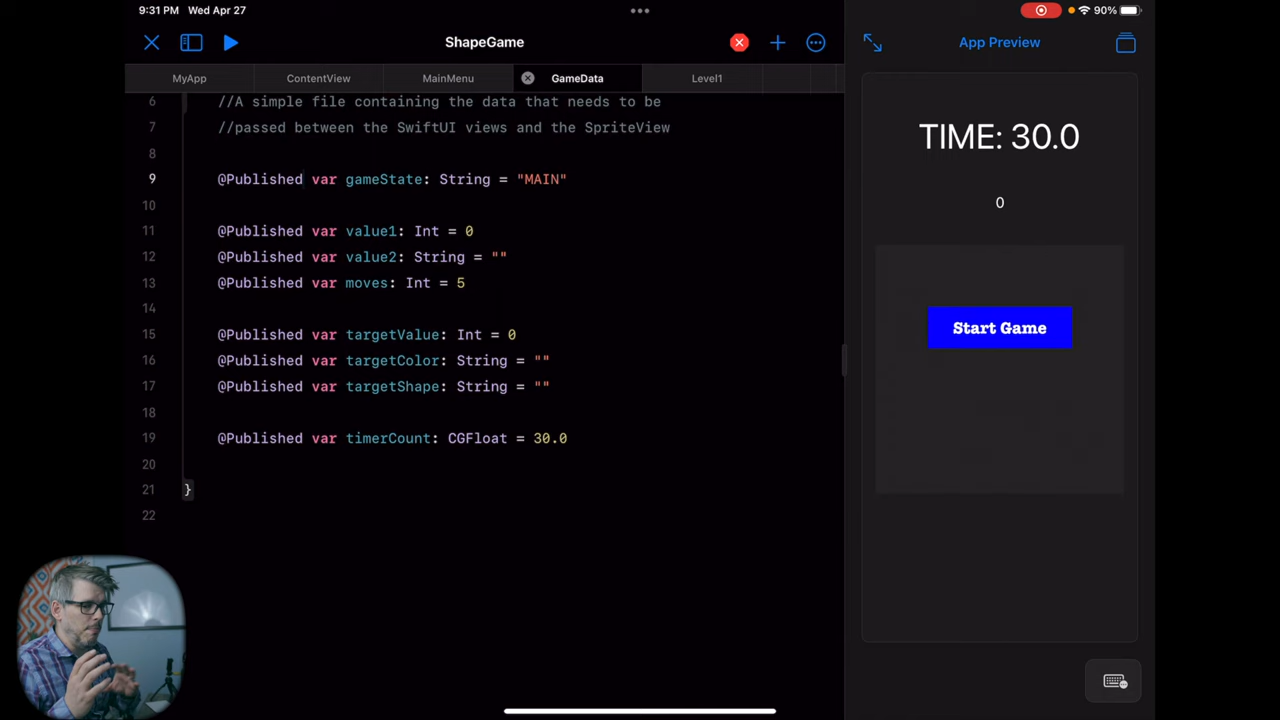 9:31 PM Wed Apr 27
90%
ShapeGame
App Preview
MyApp
ContentView
MainMenu
GameData
Level1
6 //A simple file containing the data that needs to be
7 //passed between the SwiftUI views and the SpriteView
8
9 @Published var gameState: String = "MAIN"
10
11 @Published var value1: Int = 0
12 @Published var value2: String = ""
13 @Published var moves: Int = 5
14
15 @Published var targetValue: Int = 0
16 @Published var targetColor: String = ""
17 @Published var targetShape: String = ""
18
19 @Published var timerCount: CGFloat = 30.0
20
21 }
22
TIME: 30.0
0
Start Game